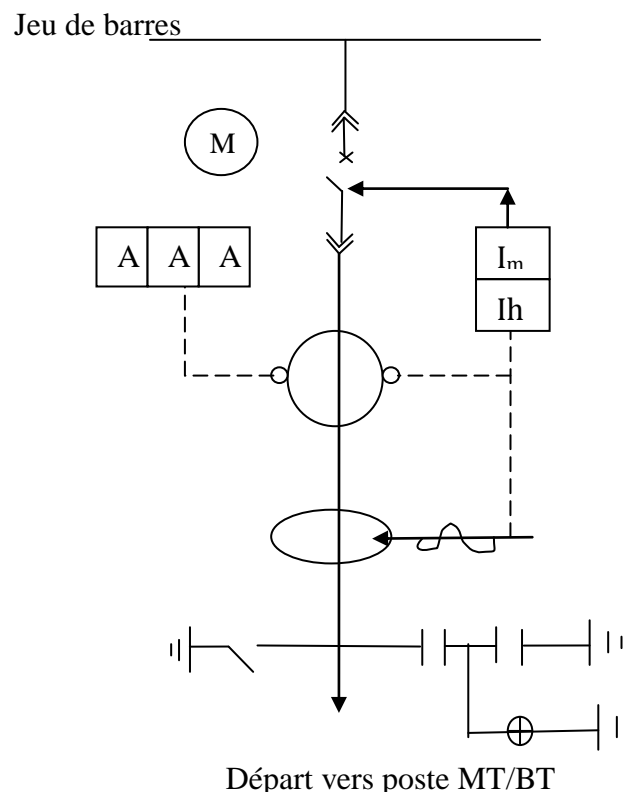 Jeu de barres
M
A A A
Iₘ
Ih
Départ vers poste MT/BT